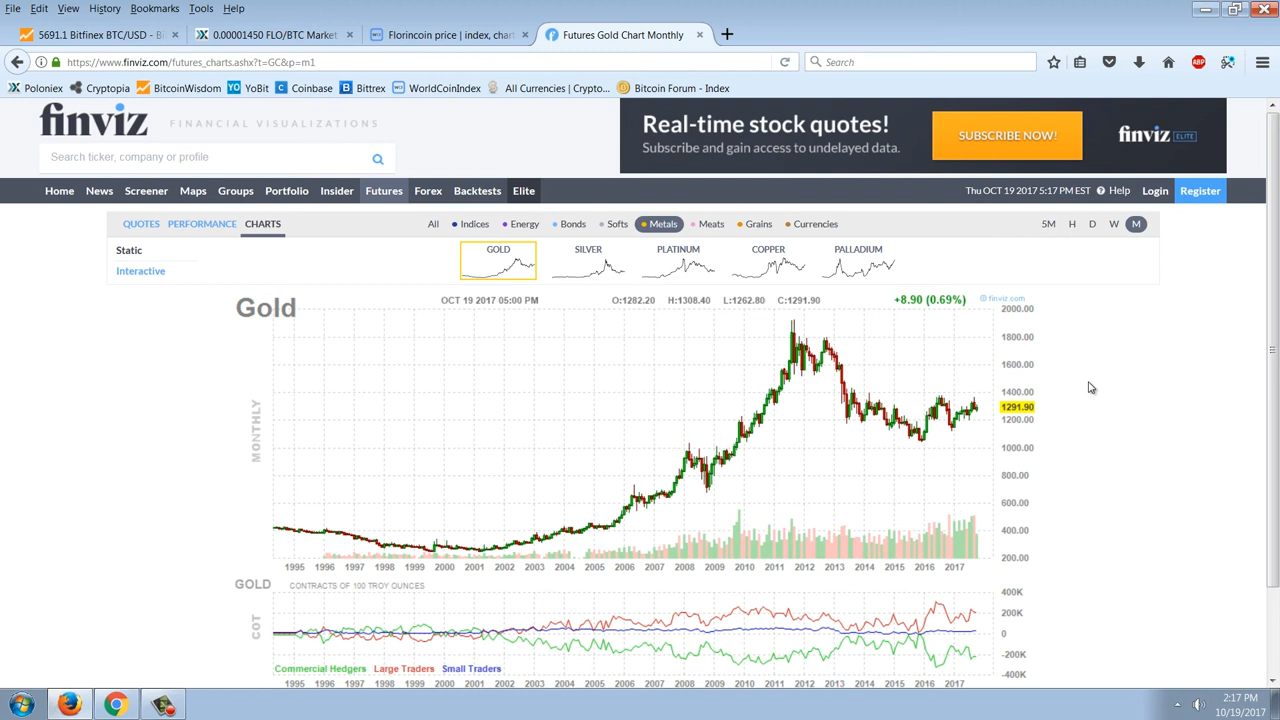 File Edit View History Bookmarks Tools Help
5691.1 Bitfinex BTC/USD - B 0.00001450 FLO/BTC Market Florincoin price | index, chart Futures Gold Chart Monthly
https://www.finviz.com/futures_charts.ashx?t=GC&p=m1 Search ABP
Poloniex Cryptopia BitcoinWisdom YoBit Coinbase Bittrex WorldCoinIndex All Currencies | Crypto... Bitcoin Forum - Index
finviz FINANCIAL VISUALIZATIONS
Real-time stock quotes!
Subscribe and gain access to undelayed data.
SUBSCRIBE NOW!
finviz ELITE
Search ticker, company or profile
Home News Screener Maps Groups Portfolio Insider Futures Forex Backtests Elite Thu OCT 19 2017 5:17 PM EST Help Login Register
QUOTES PERFORMANCE CHARTS All Indices Energy Bonds Softs Metals Meats Grains Currencies 5M H D W M
Static
Interactive
GOLD SILVER PLATINUM COPPER PALLADIUM
Gold OCT 19 2017 05:00 PM O:1282.20 H:1308.40 L:1262.80 C:1291.90 +8.90 (0.69%) © finviz.com
2000.00
1800.00
1600.00
1400.00
1291.90
1200.00
1000.00
800.00
600.00
400.00
200.00
MONTHLY
1995 1996 1997 1998 1999 2000 2001 2002 2003 2004 2005 2006 2007 2008 2009 2010 2011 2012 2013 2014 2015 2016 2017
GOLD CONTRACTS OF 100 TROY OUNCES
400K
200K
0
-200K
-400K
COT
Commercial Hedgers Large Traders Small Traders
1995 1996 1997 1998 1999 2000 2001 2002 2003 2004 2005 2006 2007 2008 2009 2010 2011 2012 2013 2014 2015 2016 2017
2:17 PM
10/19/2017